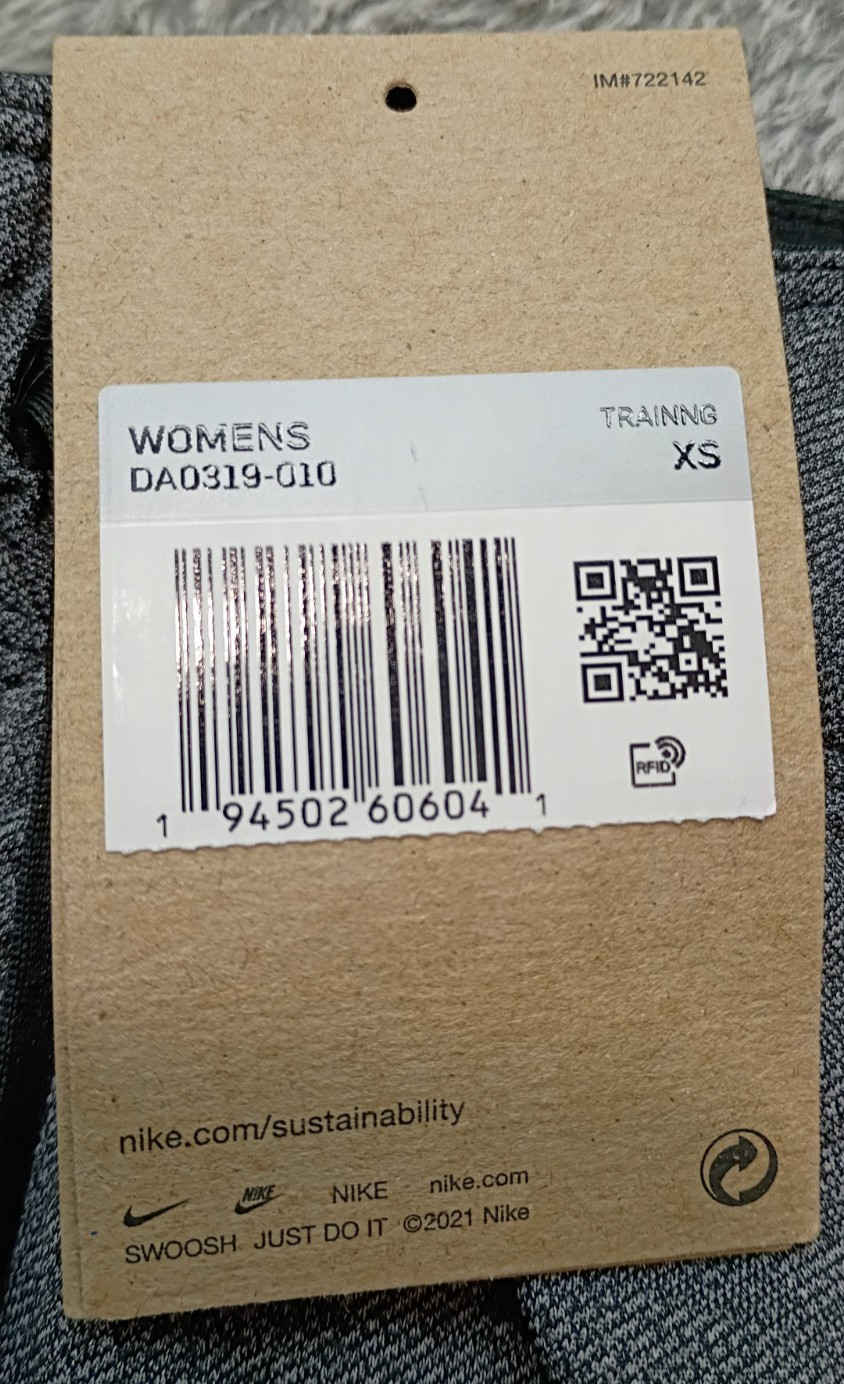 IM#722142
WOMENS
TRAINNG
DA0319-010
XS
1 94502 60604 1
RFID
nike.com/sustainability
NIKE NIKE nike.com
SWOOSH JUST DO IT ©2021 Nike